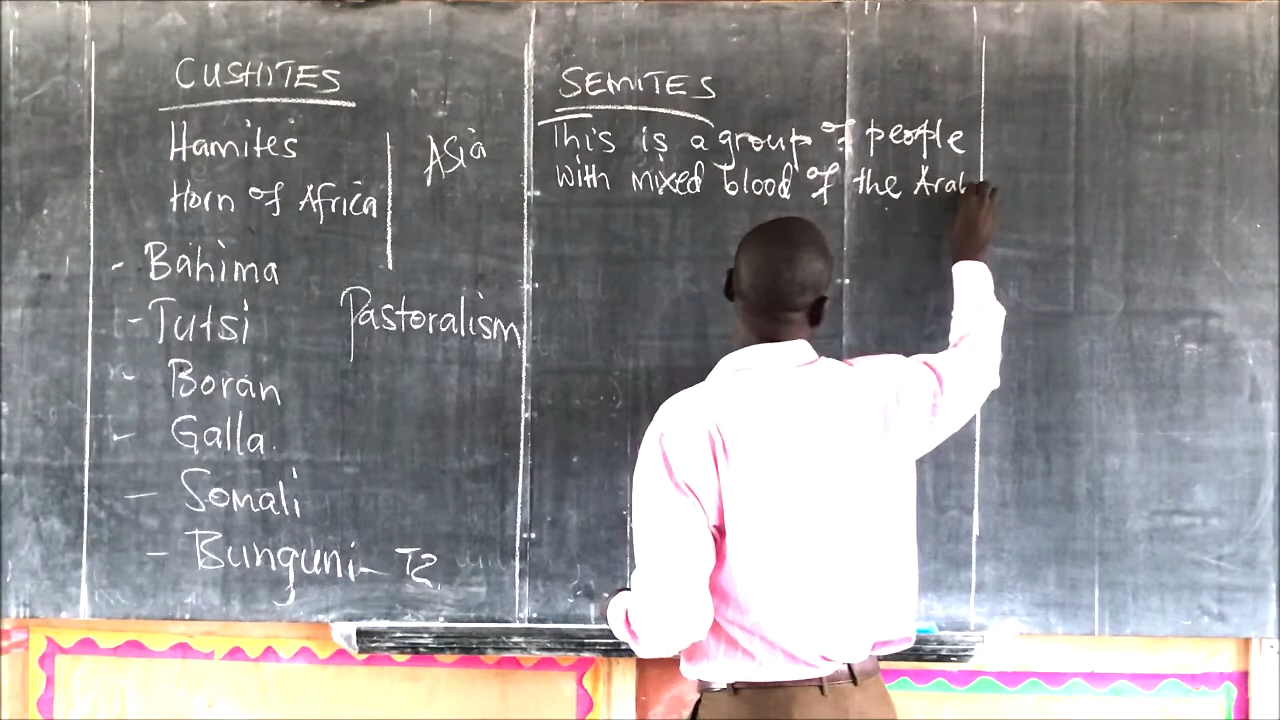 CUSHITES
Hamites
Horn of Africa
Asia
- Bahima
- Tutsi
Pastoralism
- Boran
- Galla.
- Somali
- Bunguni - TZ
SEMITES
This is a group of people
with mixed blood of the Arab